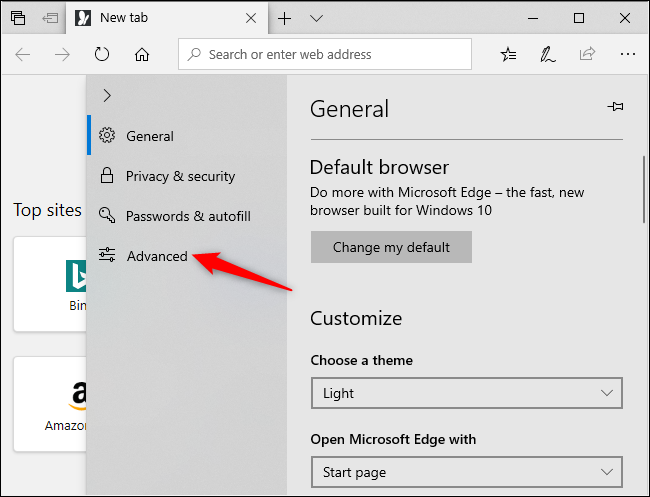 New tab
Search or enter web address
Top sites
Bin
Amazon
General
Privacy & security
Passwords & autofill
Advanced
General
Default browser
Do more with Microsoft Edge – the fast, new
browser built for Windows 10
Change my default
Customize
Choose a theme
Light
Open Microsoft Edge with
Start page